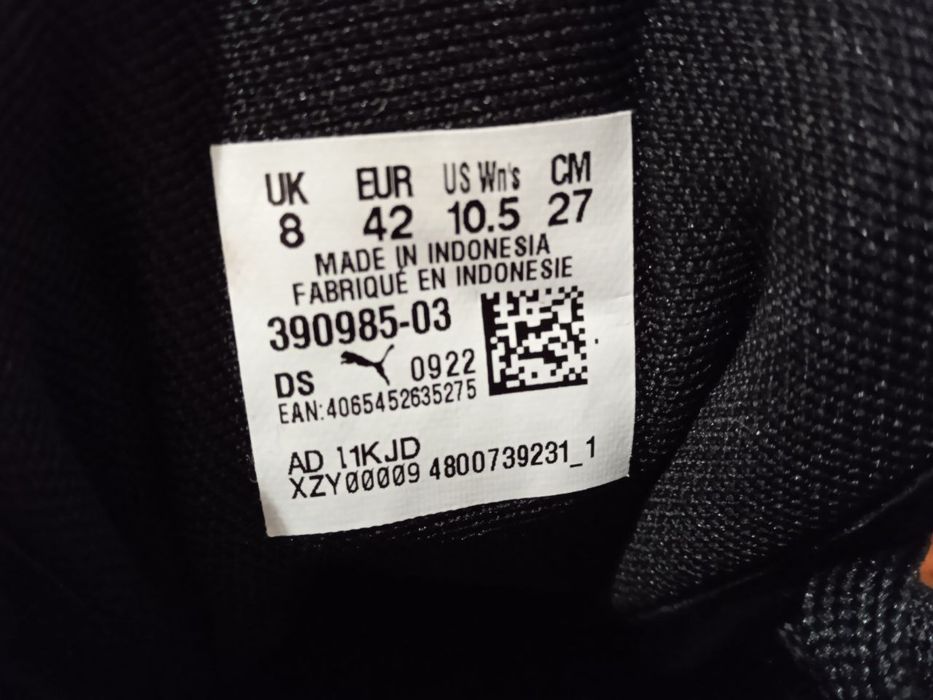 UK EUR US Wn's CM
8 42 10.5 27
MADE IN INDONESIA
FABRIQUÉ EN INDONESIE
390985-03
DS 0922
EAN:4065452635275
AD 11KJD
XZY00009 4800739231_1